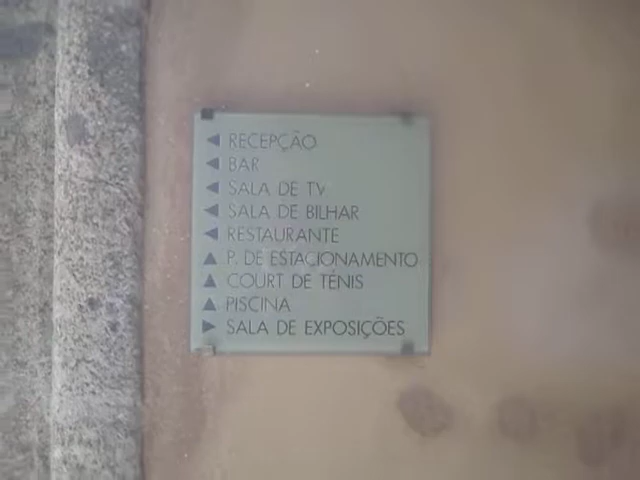 ◀ RECEPÇÃO
◀ BAR
◀ SALA DE TV
◀ SALA DE BILHAR
◀ RESTAURANTE
▲ P. DE ESTACIONAMENTO
▲ COURT DE TÉNIS
▲ PISCINA
▶ SALA DE EXPOSIÇÕES